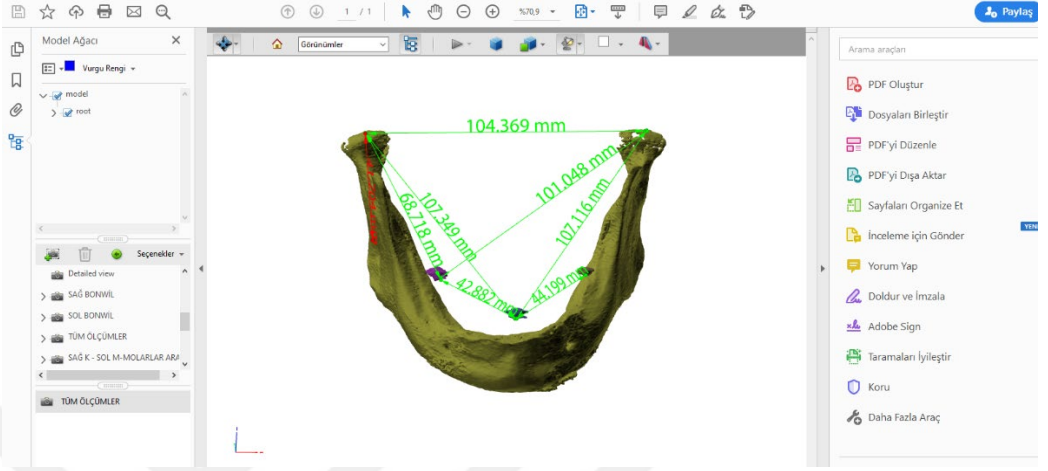 1 / 1
%70,9
Paylaş
Model Ağacı
Vurgu Rengi
model
root
Seçenekler
Detailed view
SAĞ BONWİL
SOL BONWİL
TÜM ÖLÇÜMLER
SAĞ K - SOL M-MOLARLAR ARA
TÜM ÖLÇÜMLER
Görünümler
104.369 mm
101.048 mm
107.349 mm
68.718 mm
107.116 mm
42.882 mm
44.199 mm
Arama araçları
PDF Oluştur
Dosyaları Birleştir
PDF'yi Düzenle
PDF'yi Dışa Aktar
Sayfaları Organize Et
İnceleme için Gönder
YENİ
Yorum Yap
Doldur ve İmzala
Adobe Sign
Taramaları İyileştir
Koru
Daha Fazla Araç